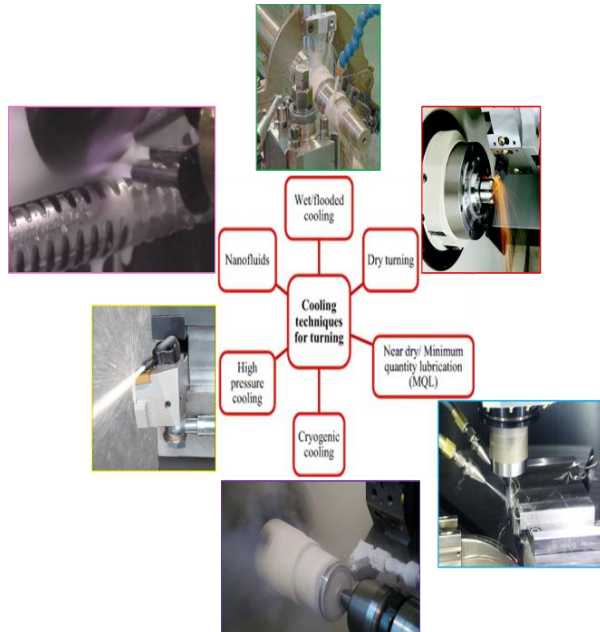 Wet/flooded
cooling
Nanofluids
Dry turning
Cooling
techniques
for turning
Near dry/ Minimum
quantity lubrication
(MQL)
High
pressure
cooling
Cryogenic
cooling